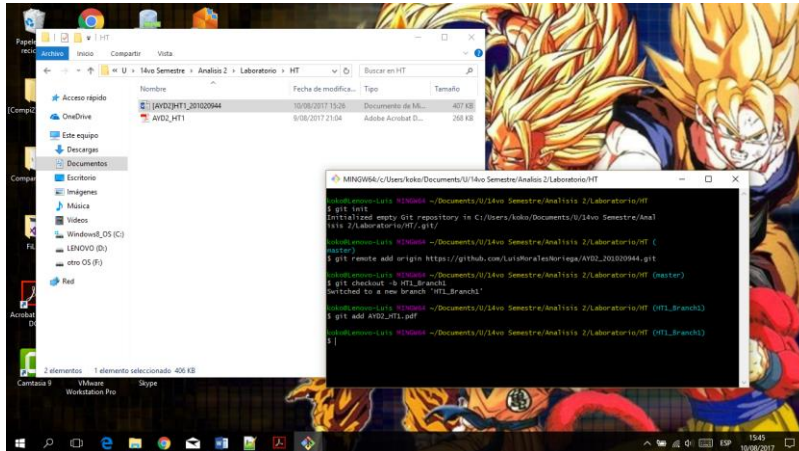 HT
Archivo Inicio Compartir Vista
« U > 14vo Semestre > Analisis 2 > Laboratorio > HT
Buscar en HT
Nombre Fecha de modifica... Tipo Tamaño
[AYD2]HT1_201020944 10/08/2017 15:26 Documento de Mi... 407 KB
AYD2_HT1 9/08/2017 21:04 Adobe Acrobat D... 268 KB
Acceso rápido
OneDrive
Este equipo
Descargas
Documentos
Escritorio
Imágenes
Música
Vídeos
Windows8_OS (C:)
LENOVO (D:)
otro OS (F:)
Red
2 elementos 1 elemento seleccionado 406 KB
MINGW64:/c/Users/koko/Documents/U/14vo Semestre/Analisis 2/Laboratorio/HT
koko@Lenovo-Luis MINGW64 ~/Documents/U/14vo Semestre/Analisis 2/Laboratorio/HT
$ git init
Initialized empty Git repository in C:/Users/koko/Documents/U/14vo Semestre/Anal
isis 2/Laboratorio/HT/.git/
koko@Lenovo-Luis MINGW64 ~/Documents/U/14vo Semestre/Analisis 2/Laboratorio/HT (
master)
$ git remote add origin https://github.com/LuisMoralesNoriega/AYD2_201020944.git
koko@Lenovo-Luis MINGW64 ~/Documents/U/14vo Semestre/Analisis 2/Laboratorio/HT (master)
$ git checkout -b HT1_Branch1
Switched to a new branch 'HT1_Branch1'
koko@Lenovo-Luis MINGW64 ~/Documents/U/14vo Semestre/Analisis 2/Laboratorio/HT (HT1_Branch1)
$ git add AYD2_HT1.pdf
koko@Lenovo-Luis MINGW64 ~/Documents/U/14vo Semestre/Analisis 2/Laboratorio/HT (HT1_Branch1)
$
Camtasia 9
VMware
Workstation Pro
Skype
ESP
15:45
10/08/2017